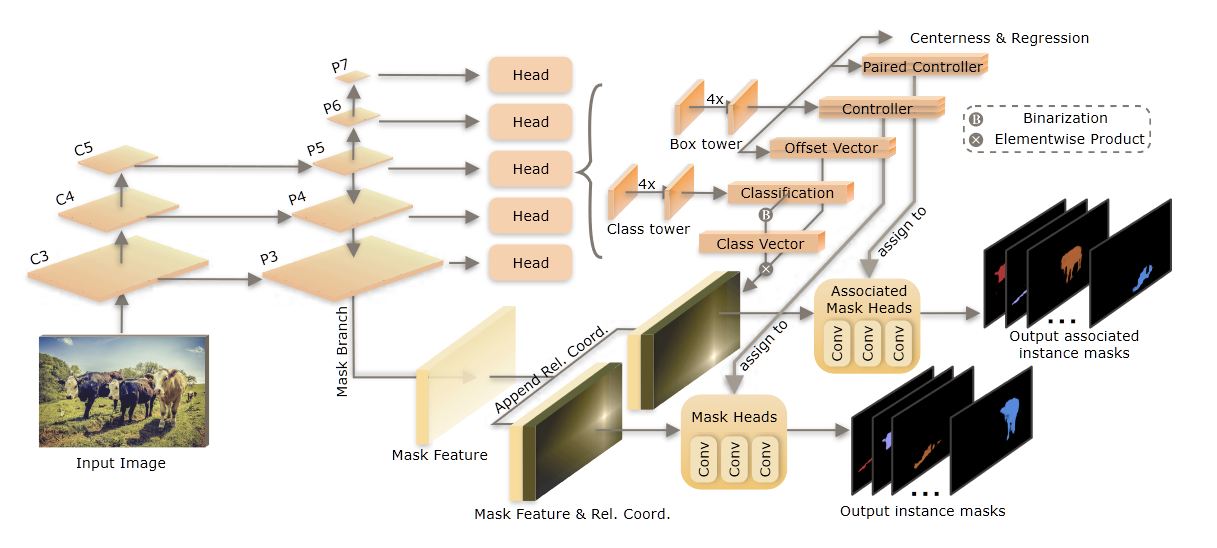 Centerness & Regression
P7
Head
Paired Controller
P6
Head
4x
Controller
B
Binarization
Elementwise Product
Box tower
C5
P5
Head
Offset Vector
4x
Classification
C4
P4
Head
B
Class tower
Class Vector
assign to
C3
P3
Head
Associated
Mask Heads
Conv
Conv
Conv
...
Output associated
instance masks
Mask Branch
Append Rel. Coord.
assign to
Input Image
Mask Feature
Mask Heads
Conv
Conv
Conv
...
Mask Feature & Rel. Coord.
Output instance masks